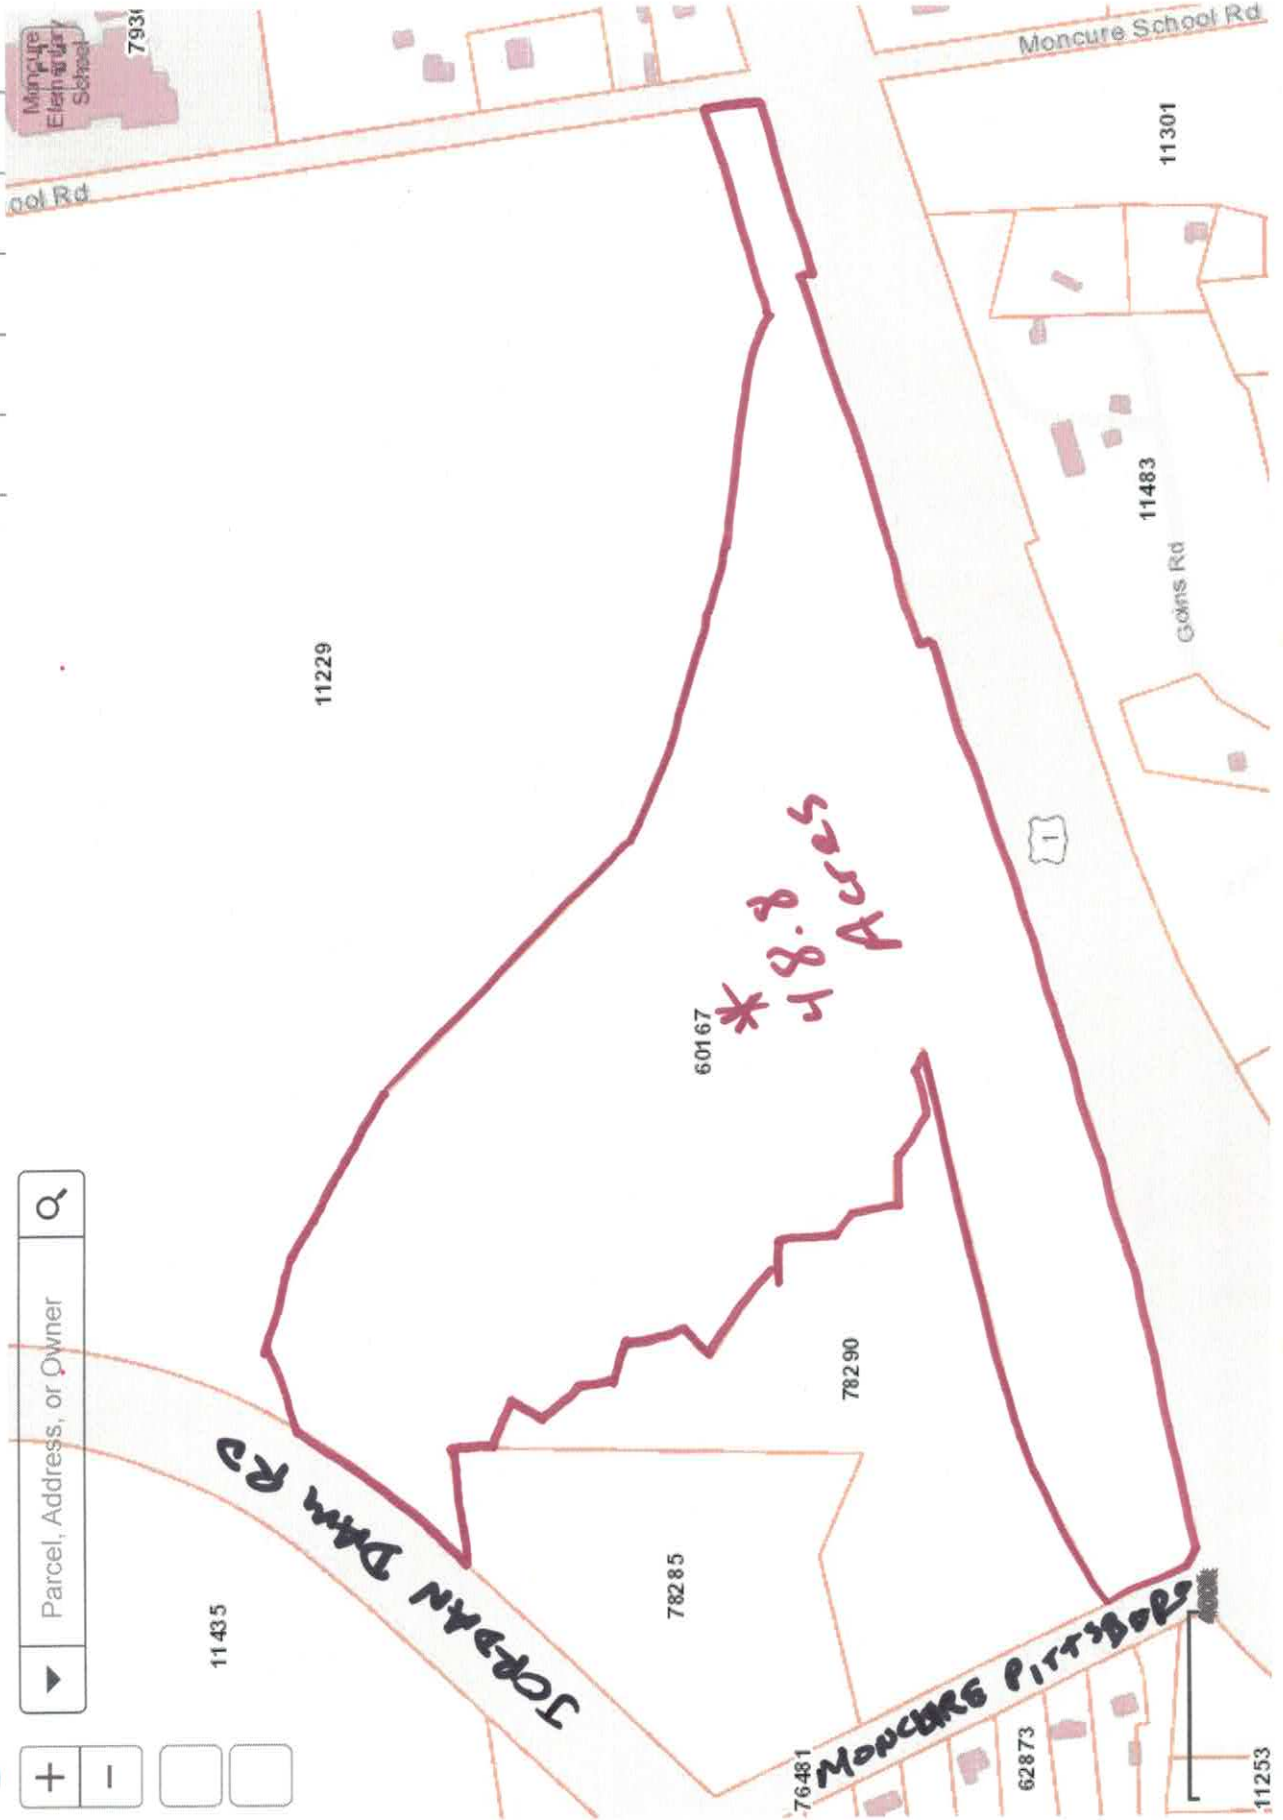 Parcel, Address, or Owner
11435
JORDAN DAM RD
78285
76481
MONCURE PITTSBORO
62873
11253
78290
60167
* 48.8
Acres
11229
ool Rd
Moncure
Elementary
School
7936
Moncure School Rd
11301
11483
Goins Rd
1